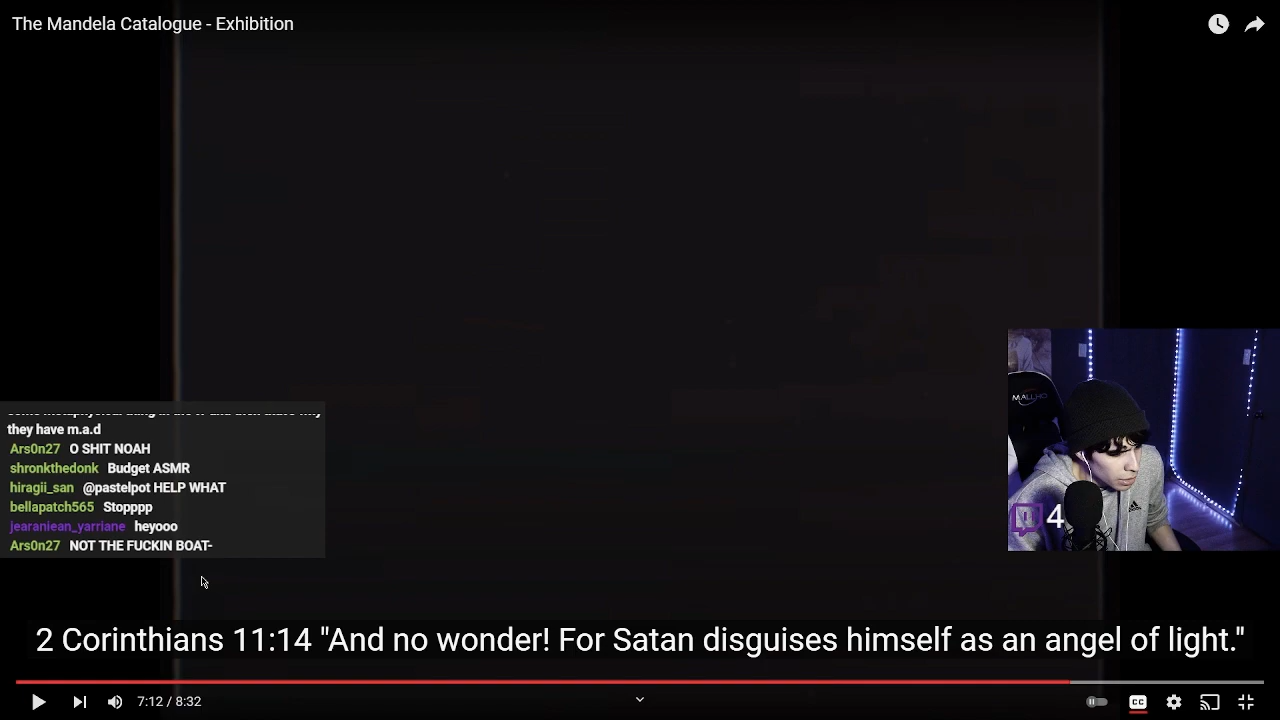 The Mandela Catalogue - Exhibition
they have m.a.d
Ars0n27 O SHIT NOAH
shronkthedonk Budget ASMR
hiragii_san @pastelpot HELP WHAT
bellapatch565 Stopppp
jearaniean_yarriane heyooo
Ars0n27 NOT THE FUCKIN BOAT-
MALLHO
4
2 Corinthians 11:14 "And no wonder! For Satan disguises himself as an angel of light."
7:12 / 8:32
CC